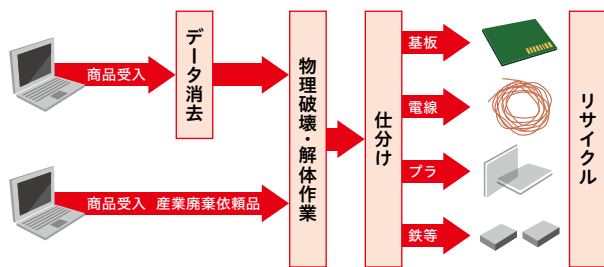 商品受入
データ消去
商品受入 産業廃棄依頼品
物理破壊・解体作業
仕分け
基板
電線
プラ
鉄等
リサイクル